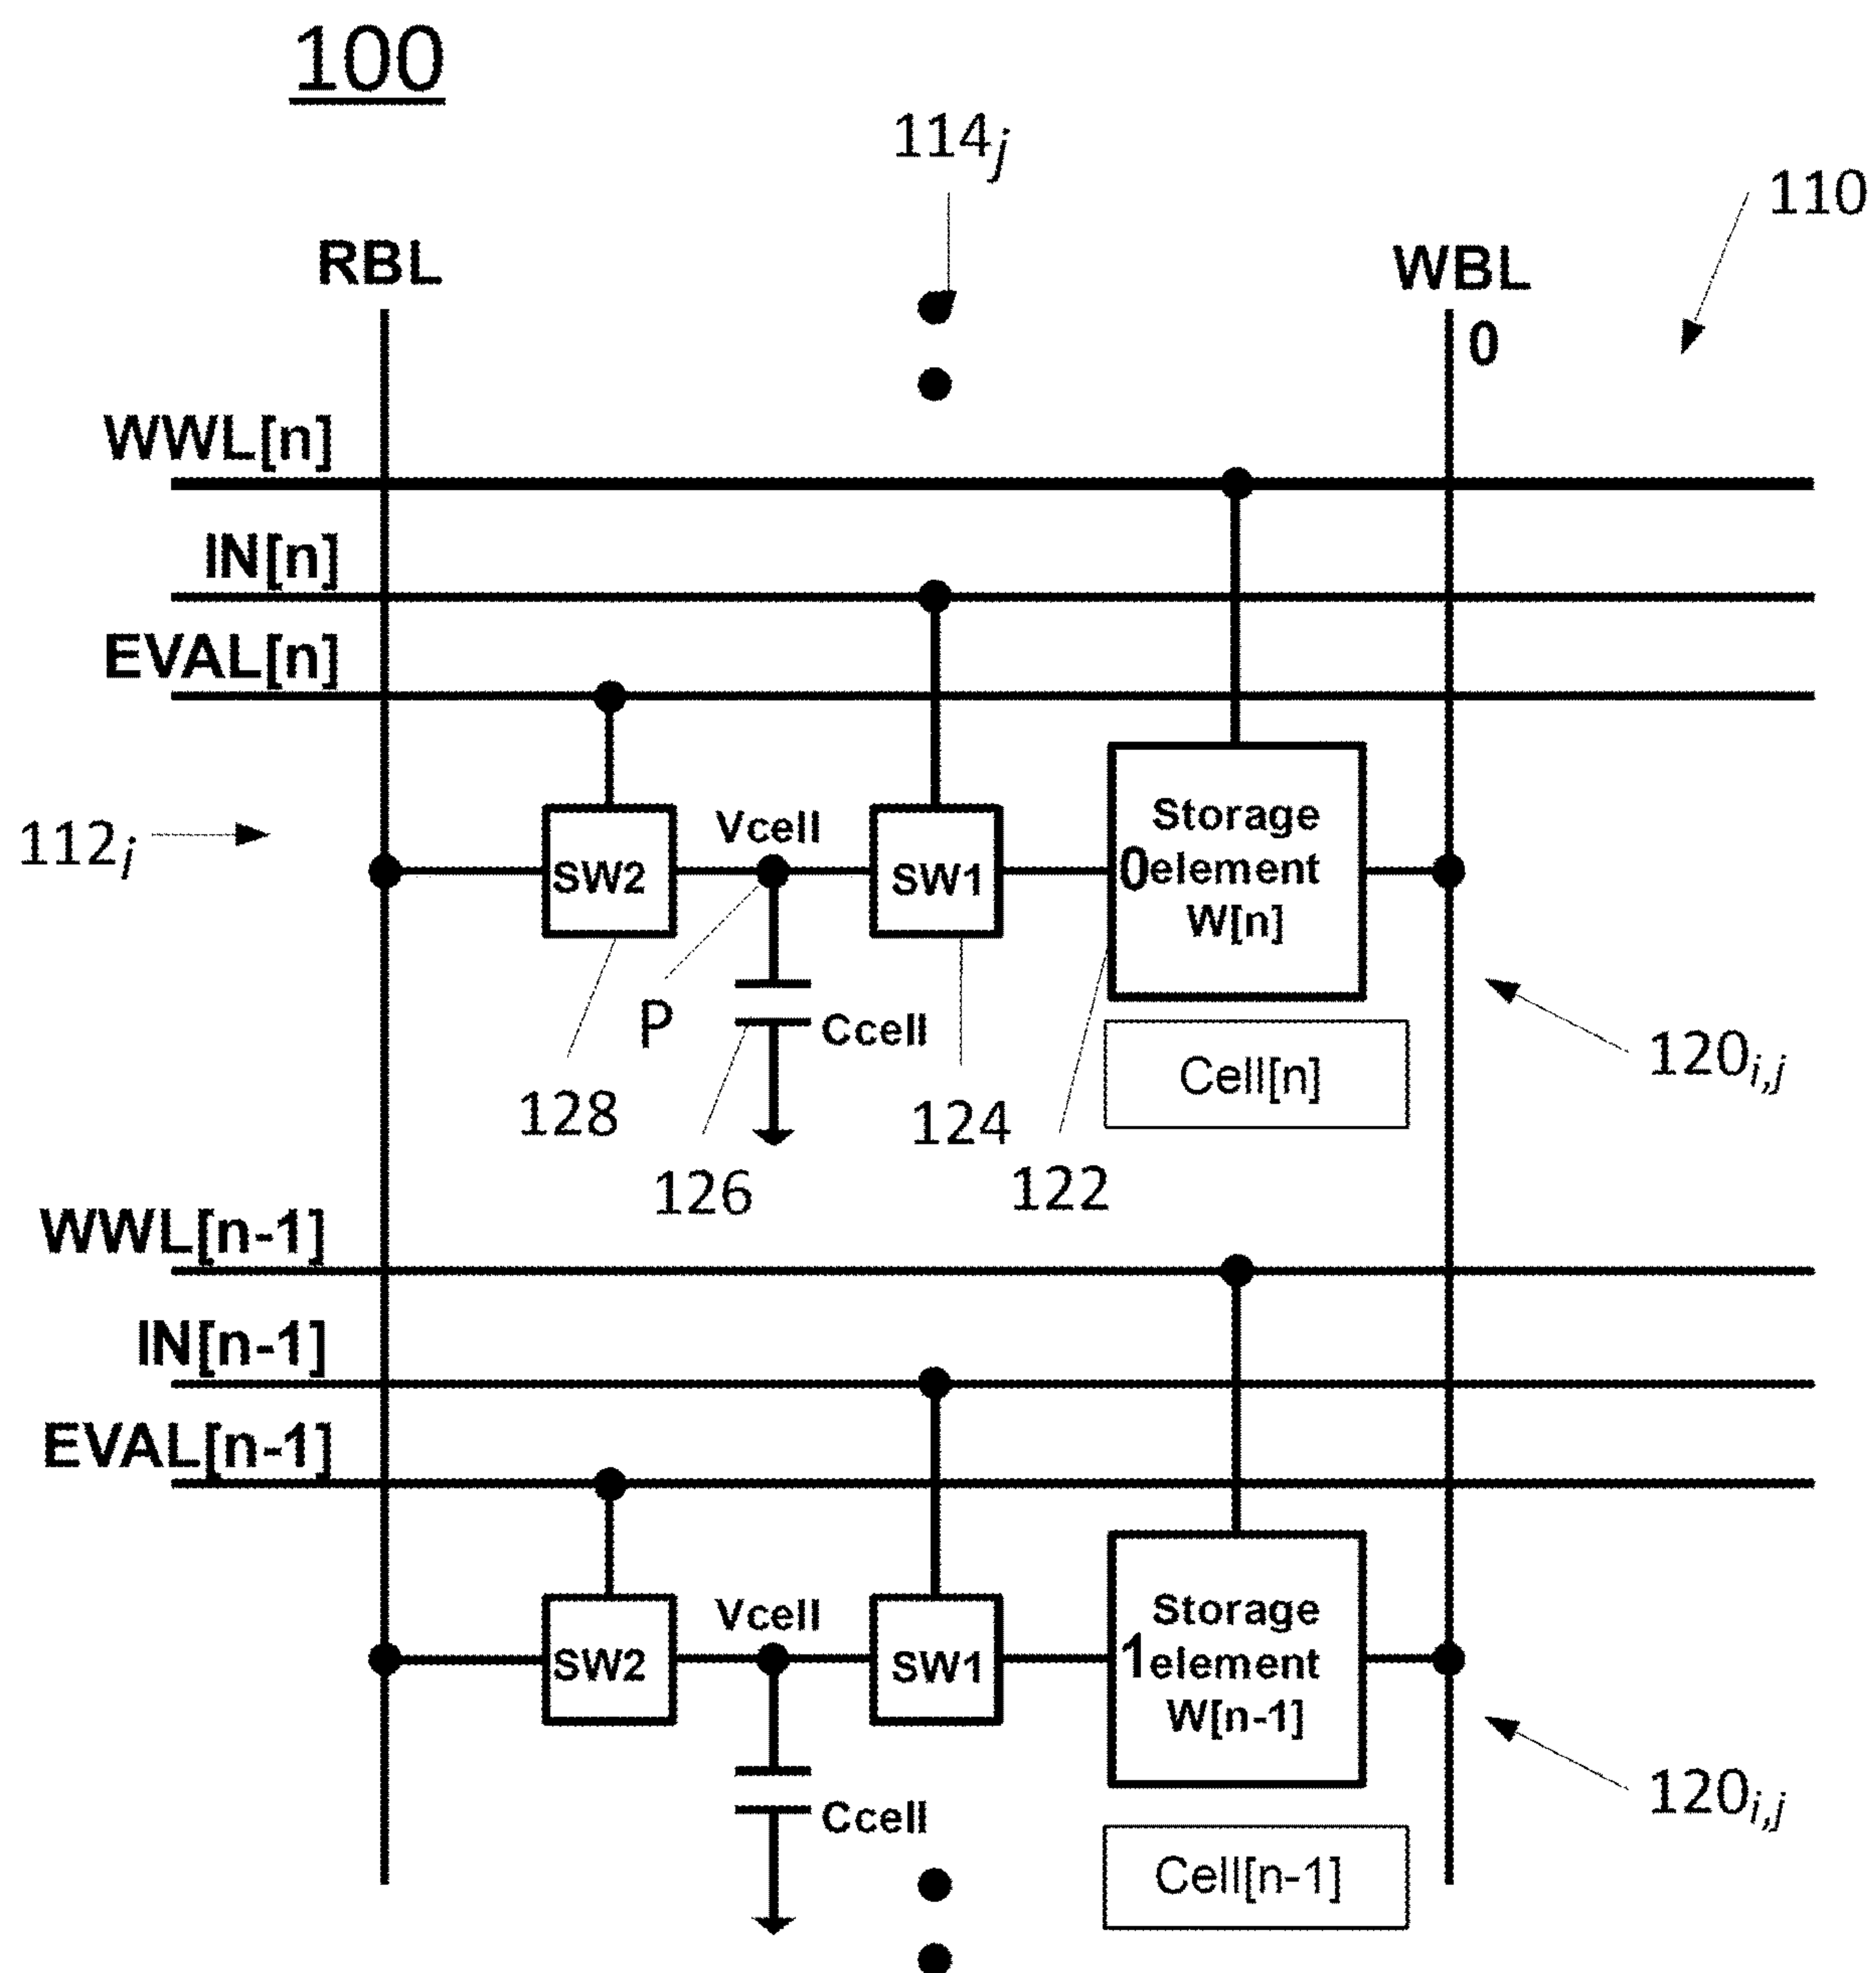 100
114j
110
RBL
WBL
0
WWL[n]
IN[n]
EVAL[n]
112i
Vcell
SW2
SW1
Storage
0element
W[n]
P
Ccell
Cell[n]
120i,j
128
124
126
122
WWL[n-1]
IN[n-1]
EVAL[n-1]
Vcell
SW2
SW1
Storage
1element
W[n-1]
120i,j
Ccell
Cell[n-1]